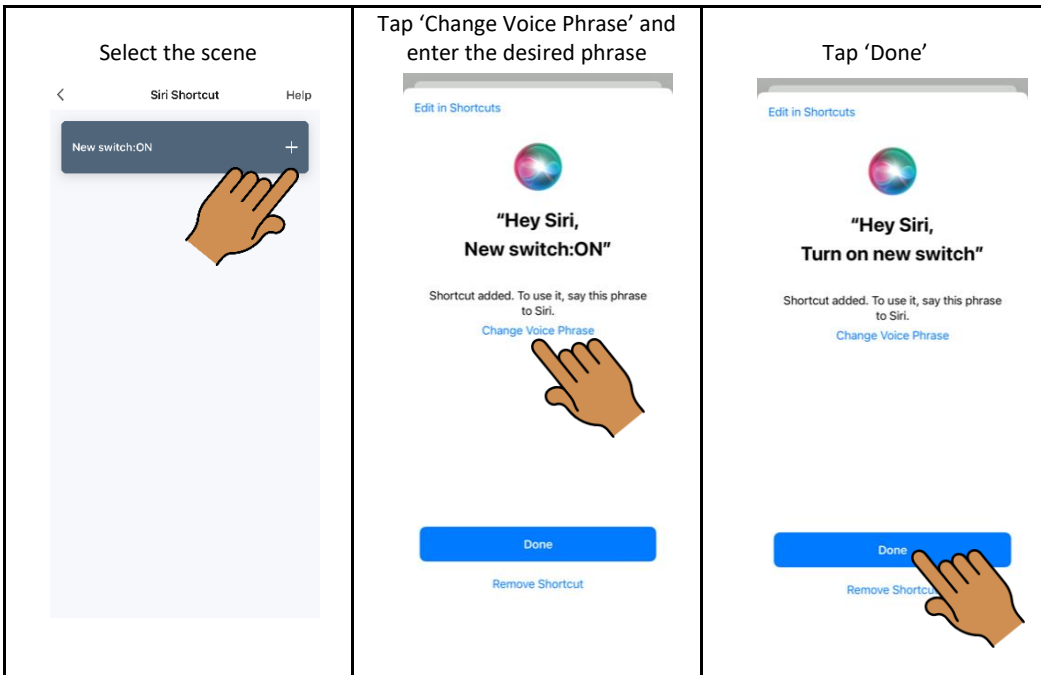 Select the scene
Siri Shortcut
Help
New switch:ON
Tap ‘Change Voice Phrase’ and
enter the desired phrase
Edit in Shortcuts
“Hey Siri,
New switch:ON”
Shortcut added. To use it, say this phrase
to Siri.
Change Voice Phrase
Done
Remove Shortcut
Tap ‘Done’
Edit in Shortcuts
“Hey Siri,
Turn on new switch”
Shortcut added. To use it, say this phrase
to Siri.
Change Voice Phrase
Done
Remove Shortcu